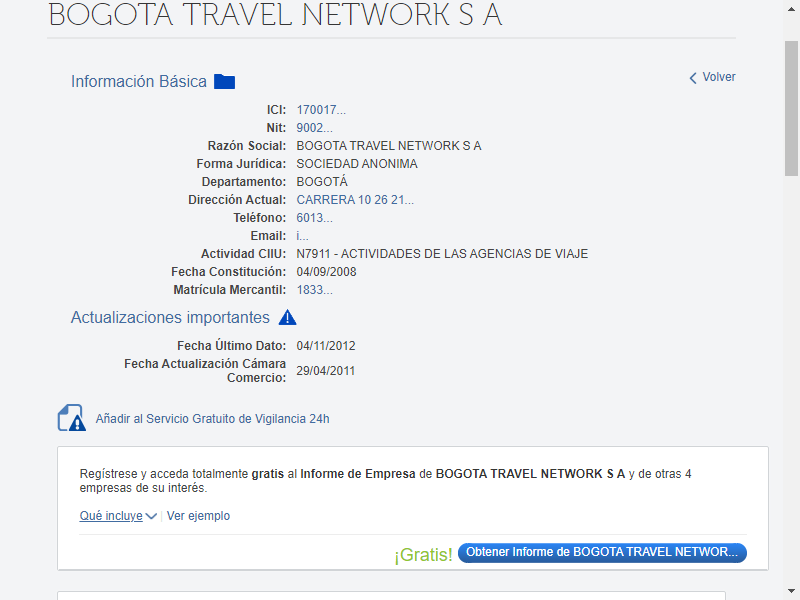 BOGOTA TRAVEL NETWORK S A
Información Básica
Volver
ICI: 170017...
Nit: 9002...
Razón Social: BOGOTA TRAVEL NETWORK S A
Forma Jurídica: SOCIEDAD ANONIMA
Departamento: BOGOTÁ
Dirección Actual: CARRERA 10 26 21...
Teléfono: 6013...
Email: i...
Actividad CIIU: N7911 - ACTIVIDADES DE LAS AGENCIAS DE VIAJE
Fecha Constitución: 04/09/2008
Matrícula Mercantil: 1833...
Actualizaciones importantes
Fecha Último Dato: 04/11/2012
Fecha Actualización Cámara
Comercio: 29/04/2011
Añadir al Servicio Gratuito de Vigilancia 24h
Regístrese y acceda totalmente gratis al Informe de Empresa de BOGOTA TRAVEL NETWORK S A y de otras 4
empresas de su interés.
Qué incluye | Ver ejemplo
¡Gratis! Obtener Informe de BOGOTA TRAVEL NETWOR...